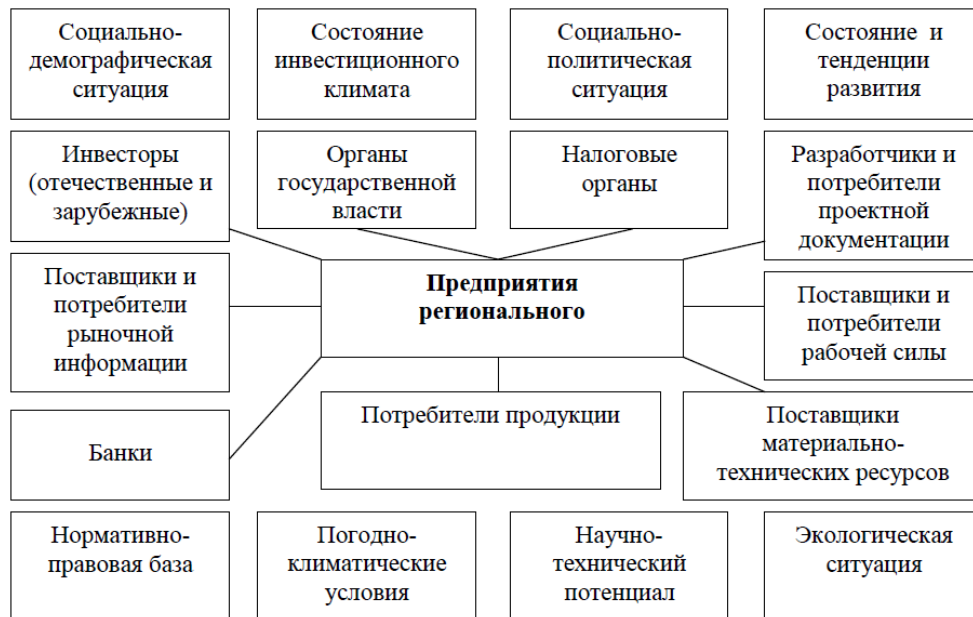 Социально-
демографическая
ситуация
Состояние
инвестиционного
климата
Социально-
политическая
ситуация
Состояние и
тенденции
развития
Инвесторы
(отечественные и
зарубежные)
Органы
государственной
власти
Налоговые
органы
Разработчики и
потребители
проектной
документации
Поставщики и
потребители
рыночной
информации
Предприятия
регионального
Поставщики и
потребители
рабочей силы
Банки
Потребители продукции
Поставщики
материально-
технических ресурсов
Нормативно-
правовая база
Погодно-
климатические
условия
Научно-
технический
потенциал
Экологическая
ситуация